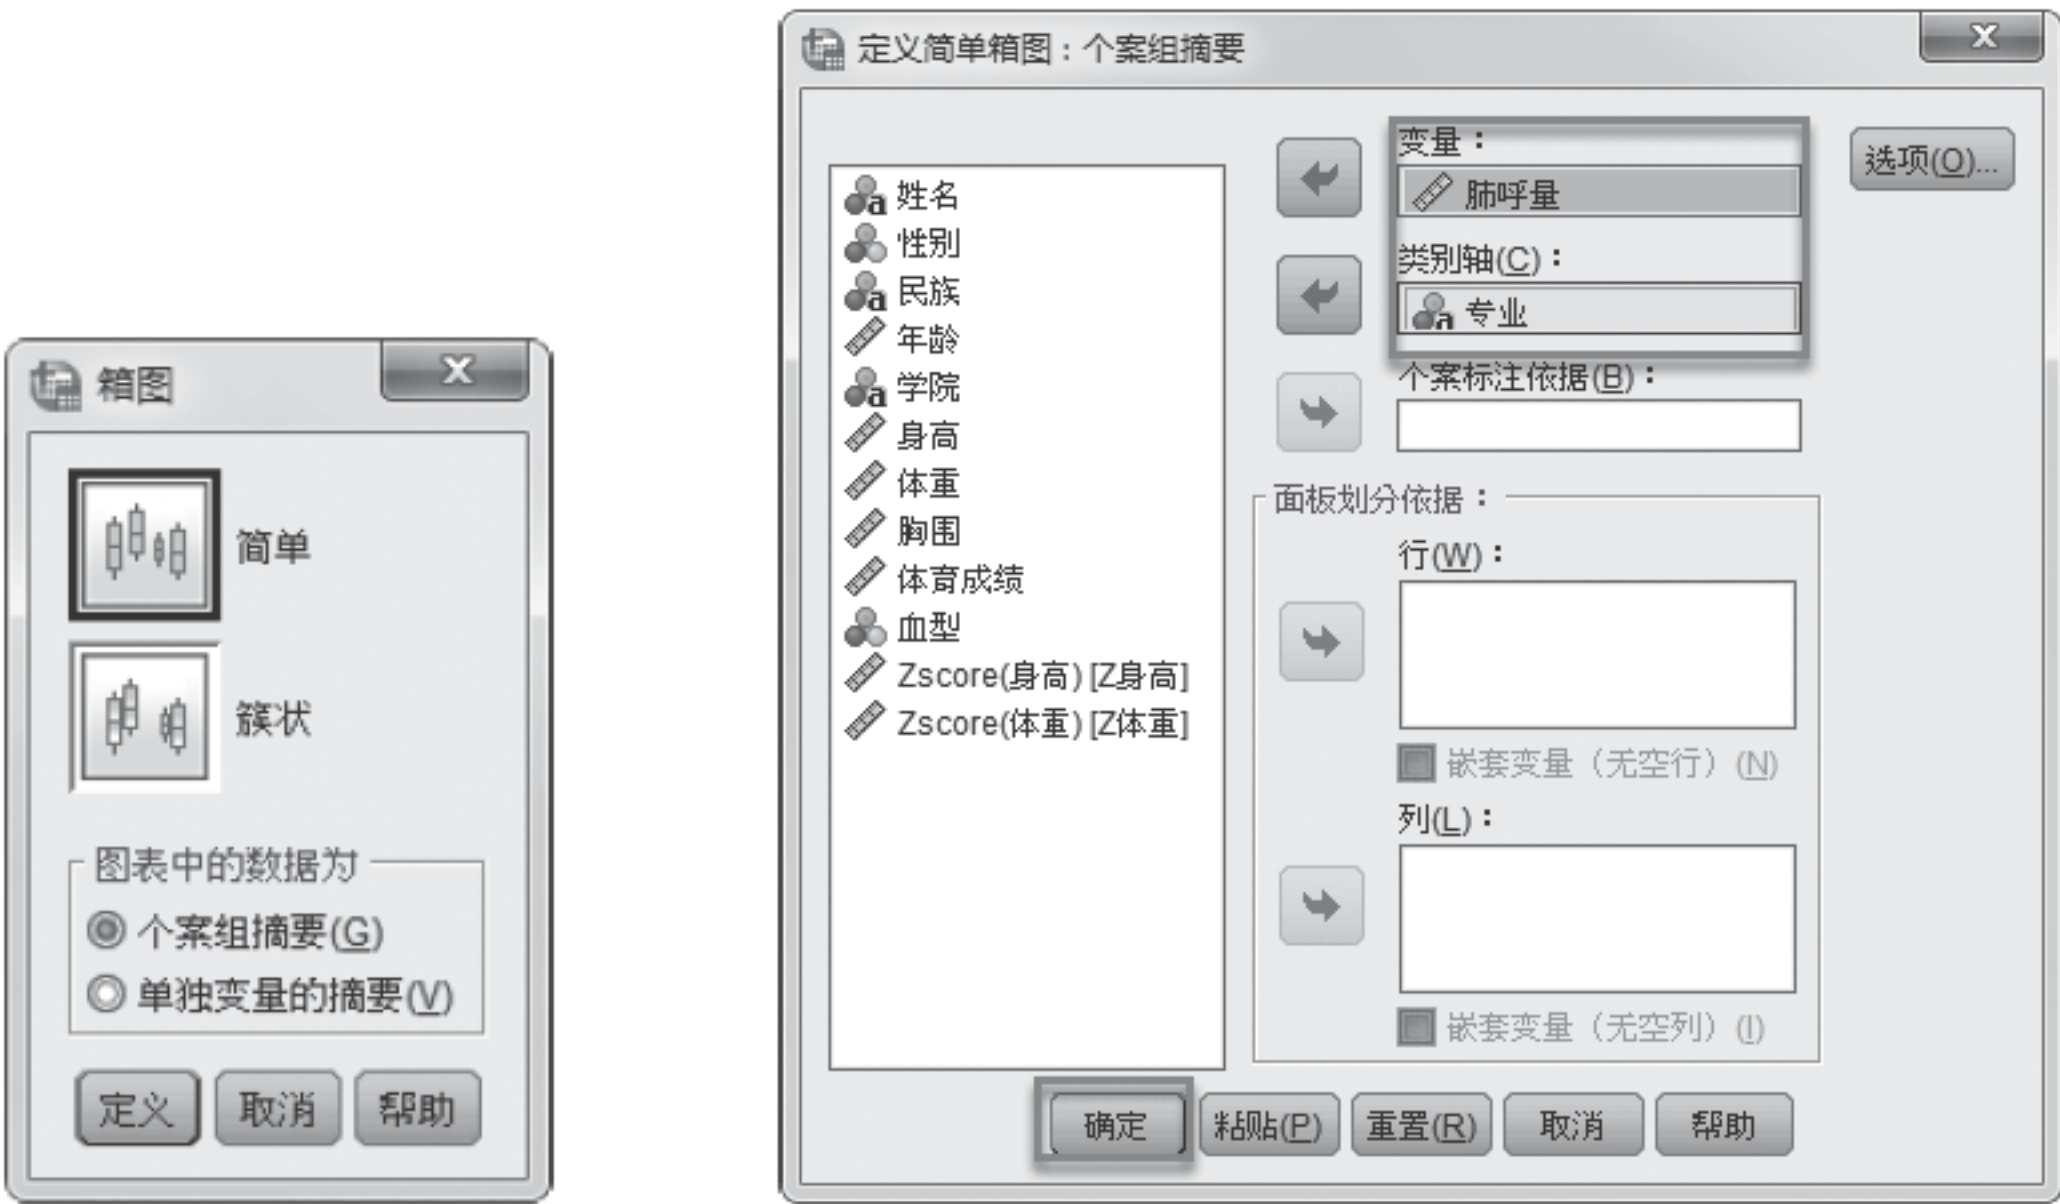 箱图
简单
簇状
图表中的数据为
个案组摘要(G)
单独变量的摘要(V)
定义
取消
帮助
定义简单箱图：个案组摘要
姓名
性别
民族
年龄
学院
身高
体重
胸围
体育成绩
血型
Zscore(身高) [Z身高]
Zscore(体重) [Z体重]
变量：
肺呼量
类别轴(C)：
专业
个案标注依据(B)：
选项(O)...
面板划分依据：
行(W)：
嵌套变量（无空行）(N)
列(L)：
嵌套变量（无空列）(I)
确定
粘贴(P)
重置(R)
取消
帮助